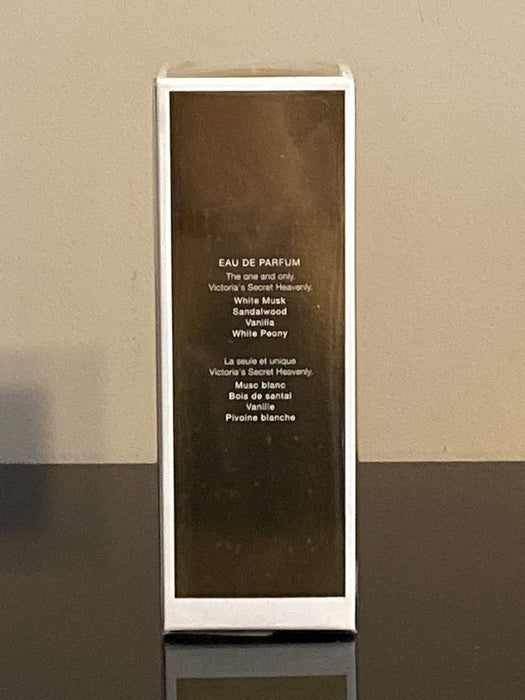 EAU DE PARFUM
The one and only.
Victoria's Secret Heavenly.
White Musk
Sandalwood
Vanilla
White Peony
La seule et unique
Victoria's Secret Heavenly.
Musc blanc
Bois de santal
Vanille
Pivoine blanche